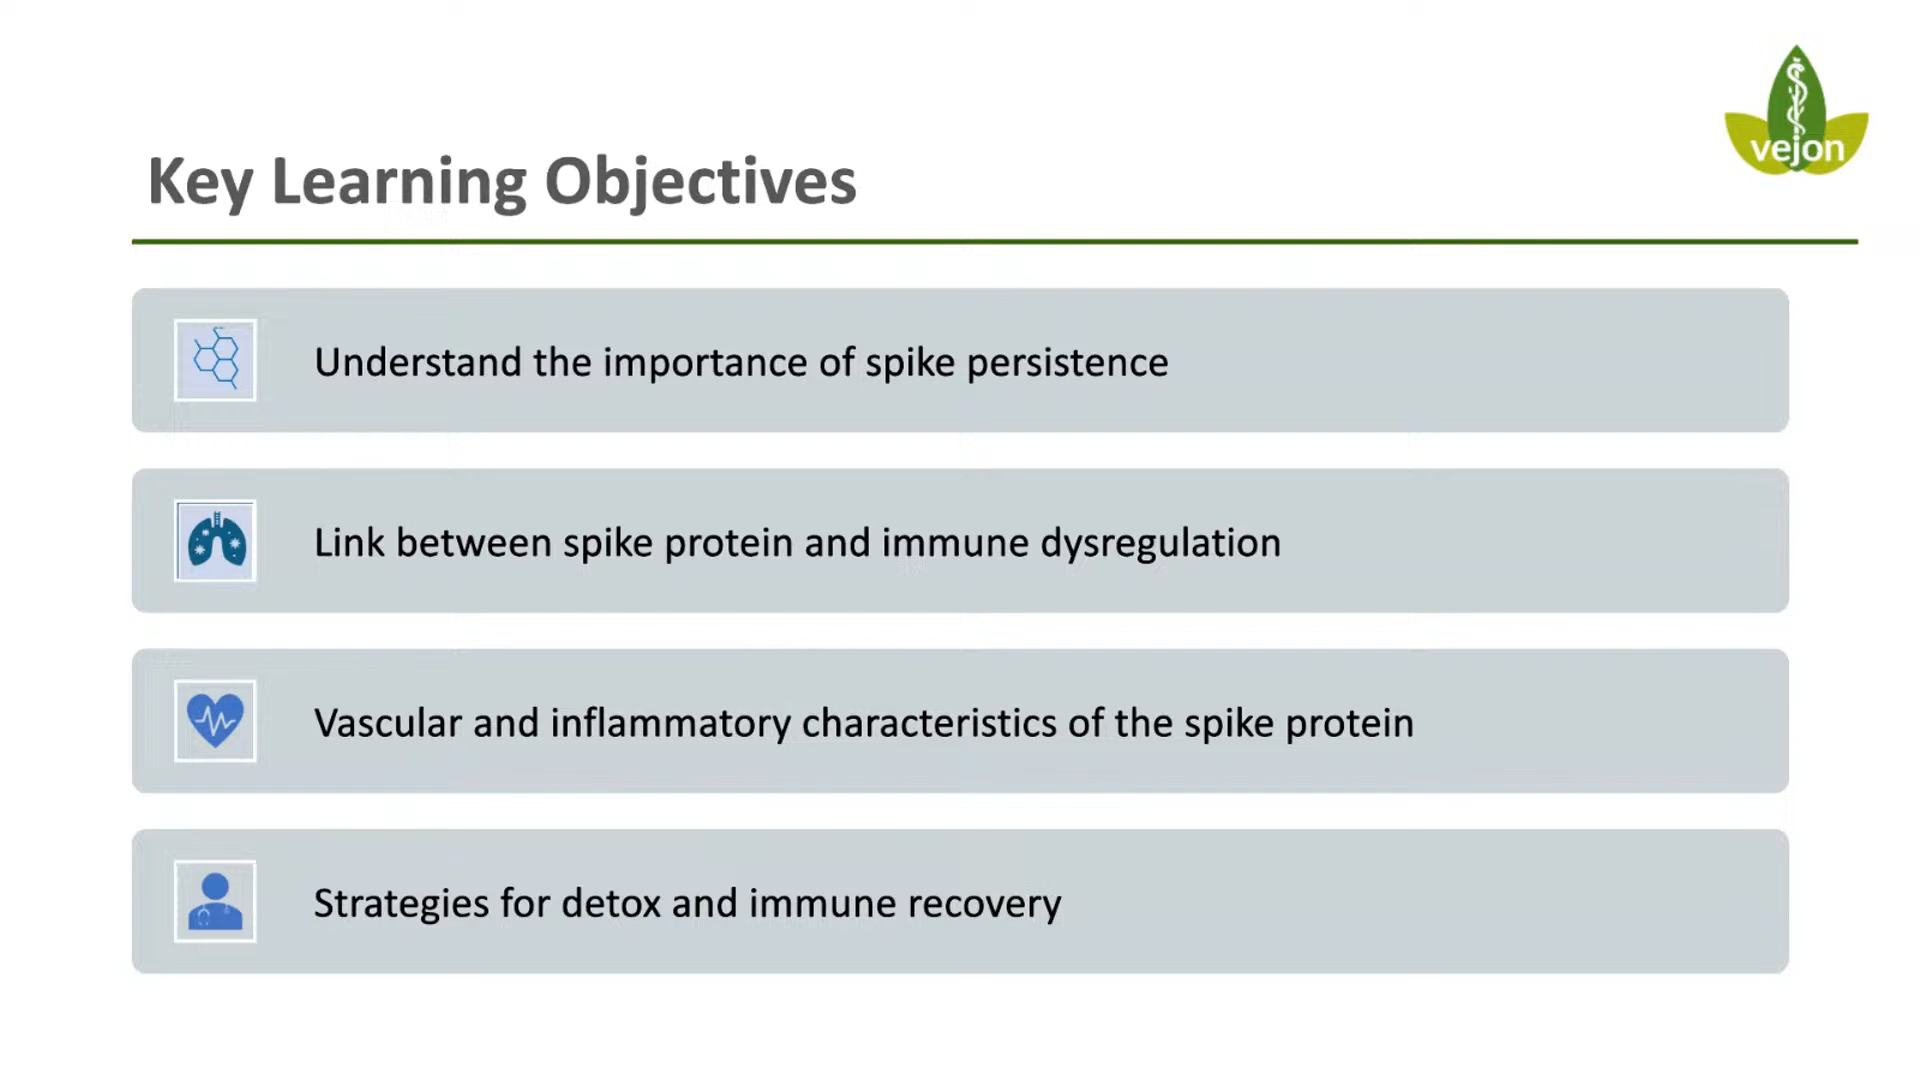 vejon
Key Learning Objectives
Understand the importance of spike persistence
Link between spike protein and immune dysregulation
Vascular and inflammatory characteristics of the spike protein
Strategies for detox and immune recovery